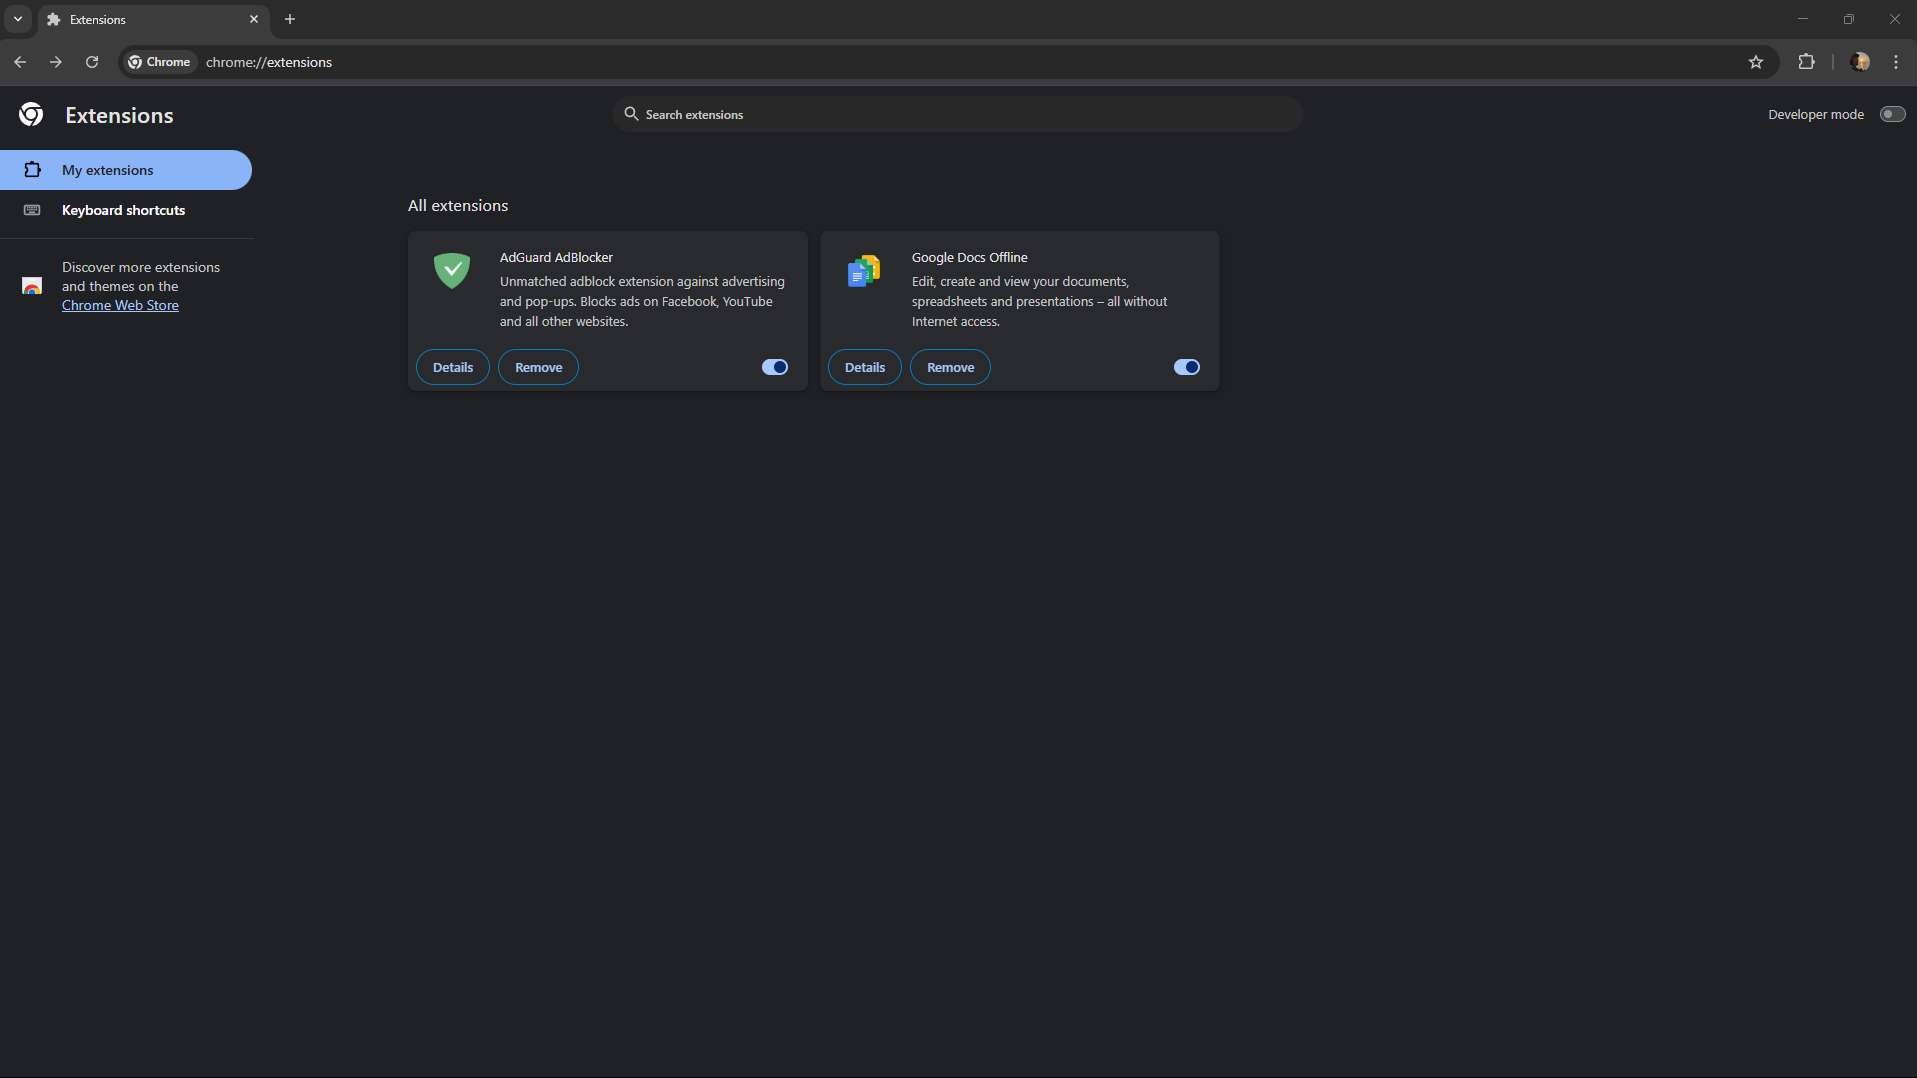 Extensions
Chrome
chrome://extensions
Extensions
Search extensions
Developer mode
My extensions
Keyboard shortcuts
Discover more extensions
and themes on the
Chrome Web Store
All extensions
AdGuard AdBlocker
Unmatched adblock extension against advertising
and pop-ups. Blocks ads on Facebook, YouTube
and all other websites.
Details
Remove
Google Docs Offline
Edit, create and view your documents,
spreadsheets and presentations – all without
Internet access.
Details
Remove